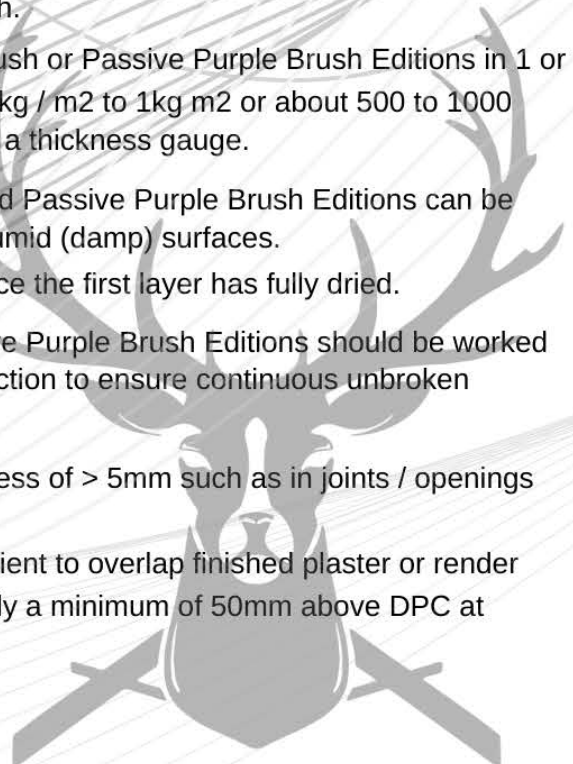 h.
ush or Passive Purple Brush Editions in 1 or
kg / m2 to 1kg m2 or about 500 to 1000
a thickness gauge.
d Passive Purple Brush Editions can be
umid (damp) surfaces.
ce the first layer has fully dried.
e Purple Brush Editions should be worked
ction to ensure continuous unbroken
ess of > 5mm such as in joints / openings
ient to overlap finished plaster or render
ly a minimum of 50mm above DPC at